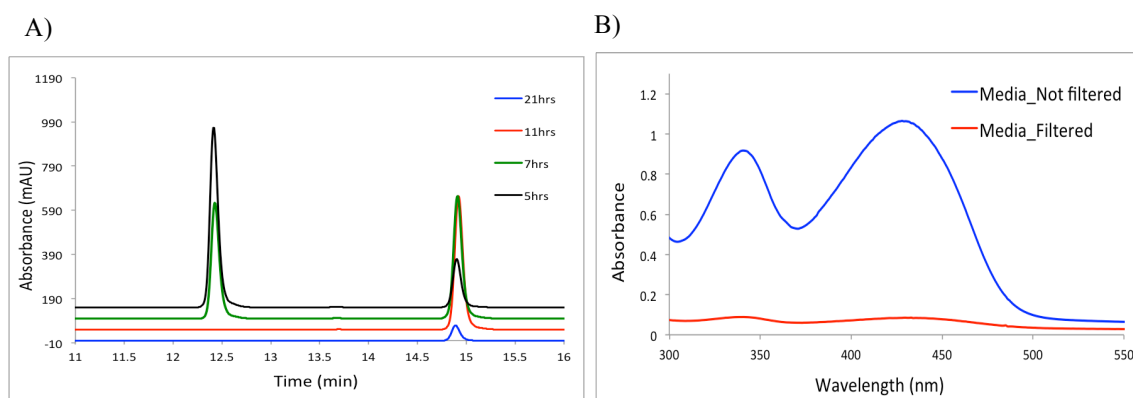 A)
B)
Absorbance (mAU)
1190
990
790
590
390
190
-10
11
11.5
12
12.5
13
13.5
14
14.5
15
15.5
16
Time (min)
21hrs
11hrs
7hrs
5hrs
Absorbance
1.2
1
0.8
0.6
0.4
0.2
0
300
350
400
450
500
550
Wavelength (nm)
Media_Not filtered
Media_Filtered